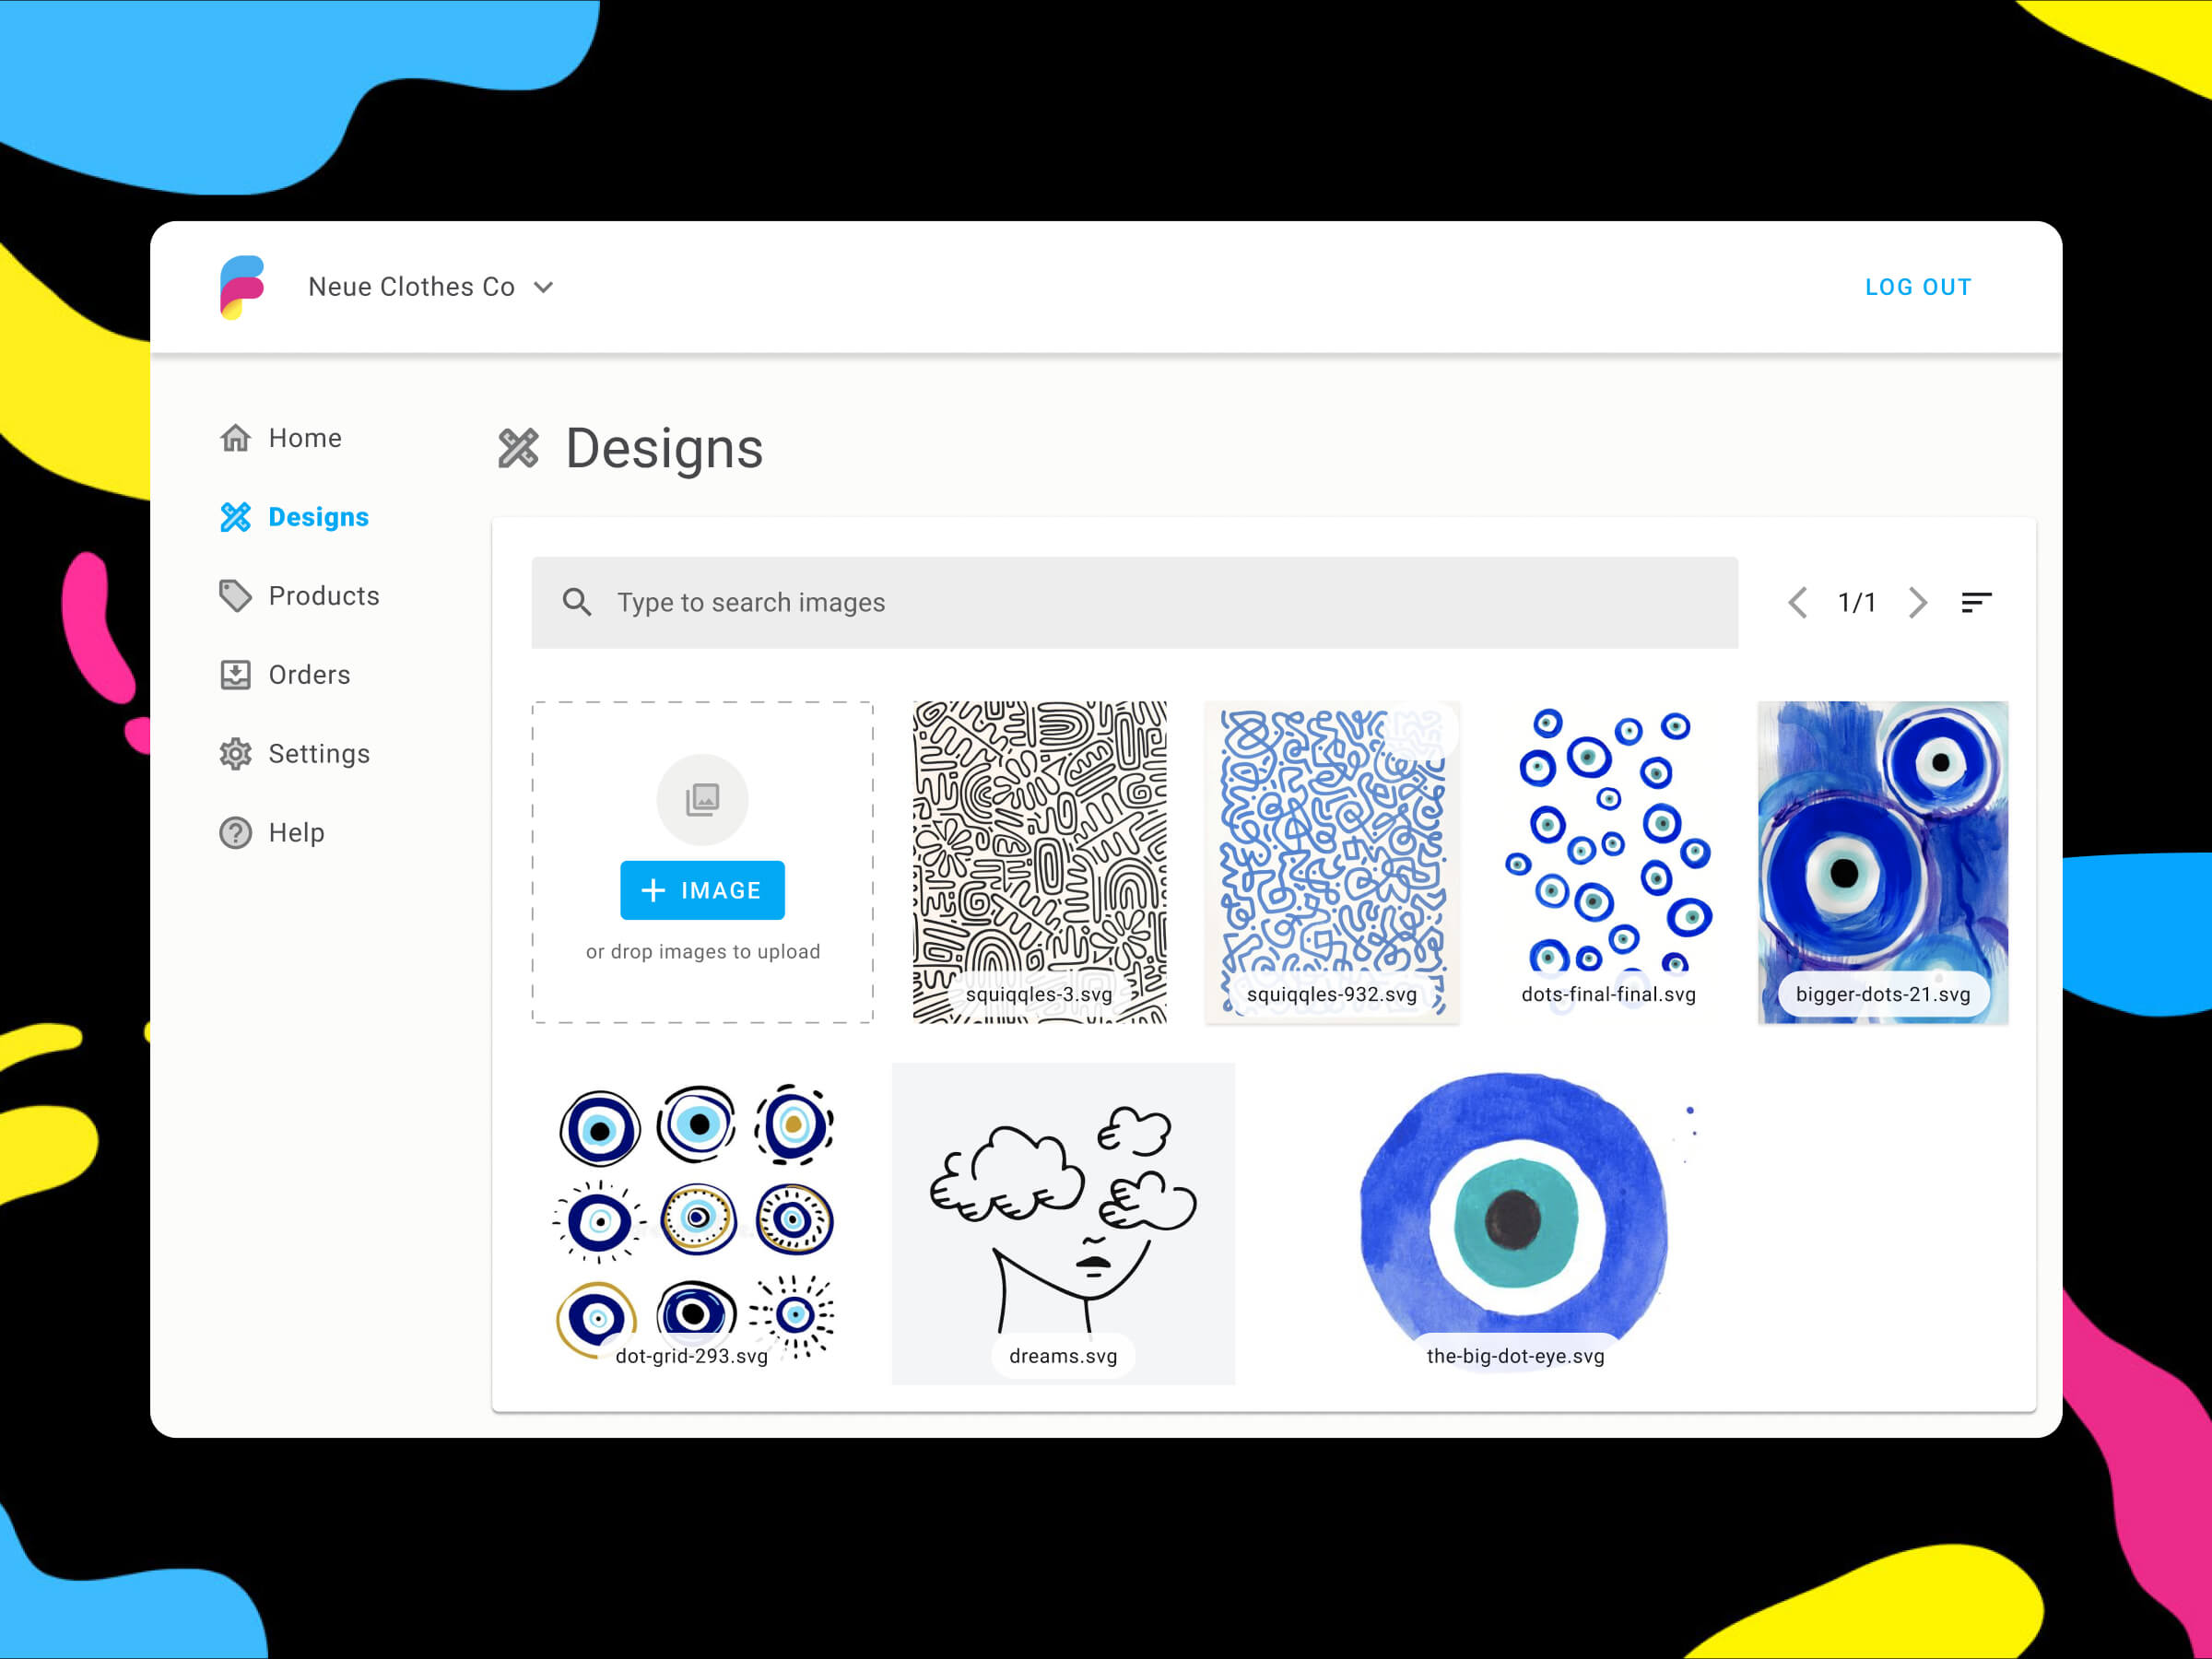 Neue Clothes Co
LOG OUT
Home
Designs
Products
Orders
Settings
Help
Designs
Type to search images
1/1
IMAGE
or drop images to upload
squiqqles-3.svg
squiqqles-932.svg
dots-final-final.svg
bigger-dots-21.svg
dot-grid-293.svg
dreams.svg
the-big-dot-eye.svg